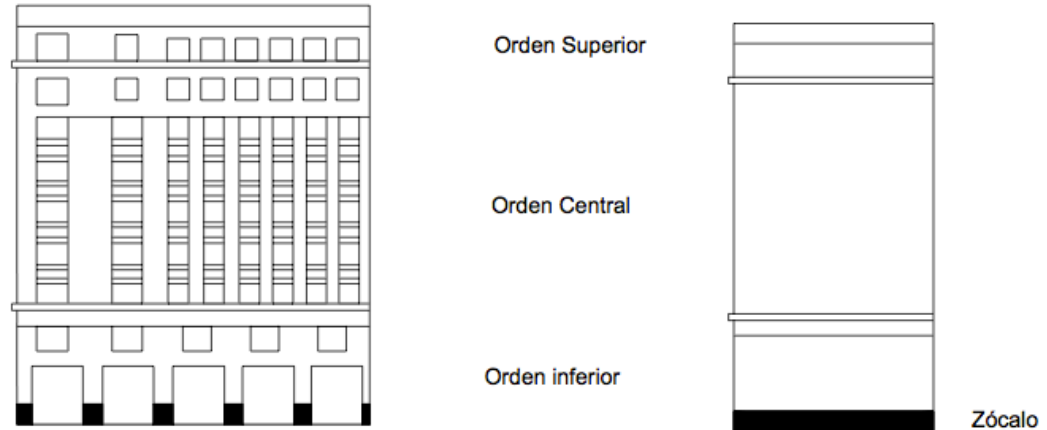 Orden Superior
Orden Central
Orden inferior
Zócalo